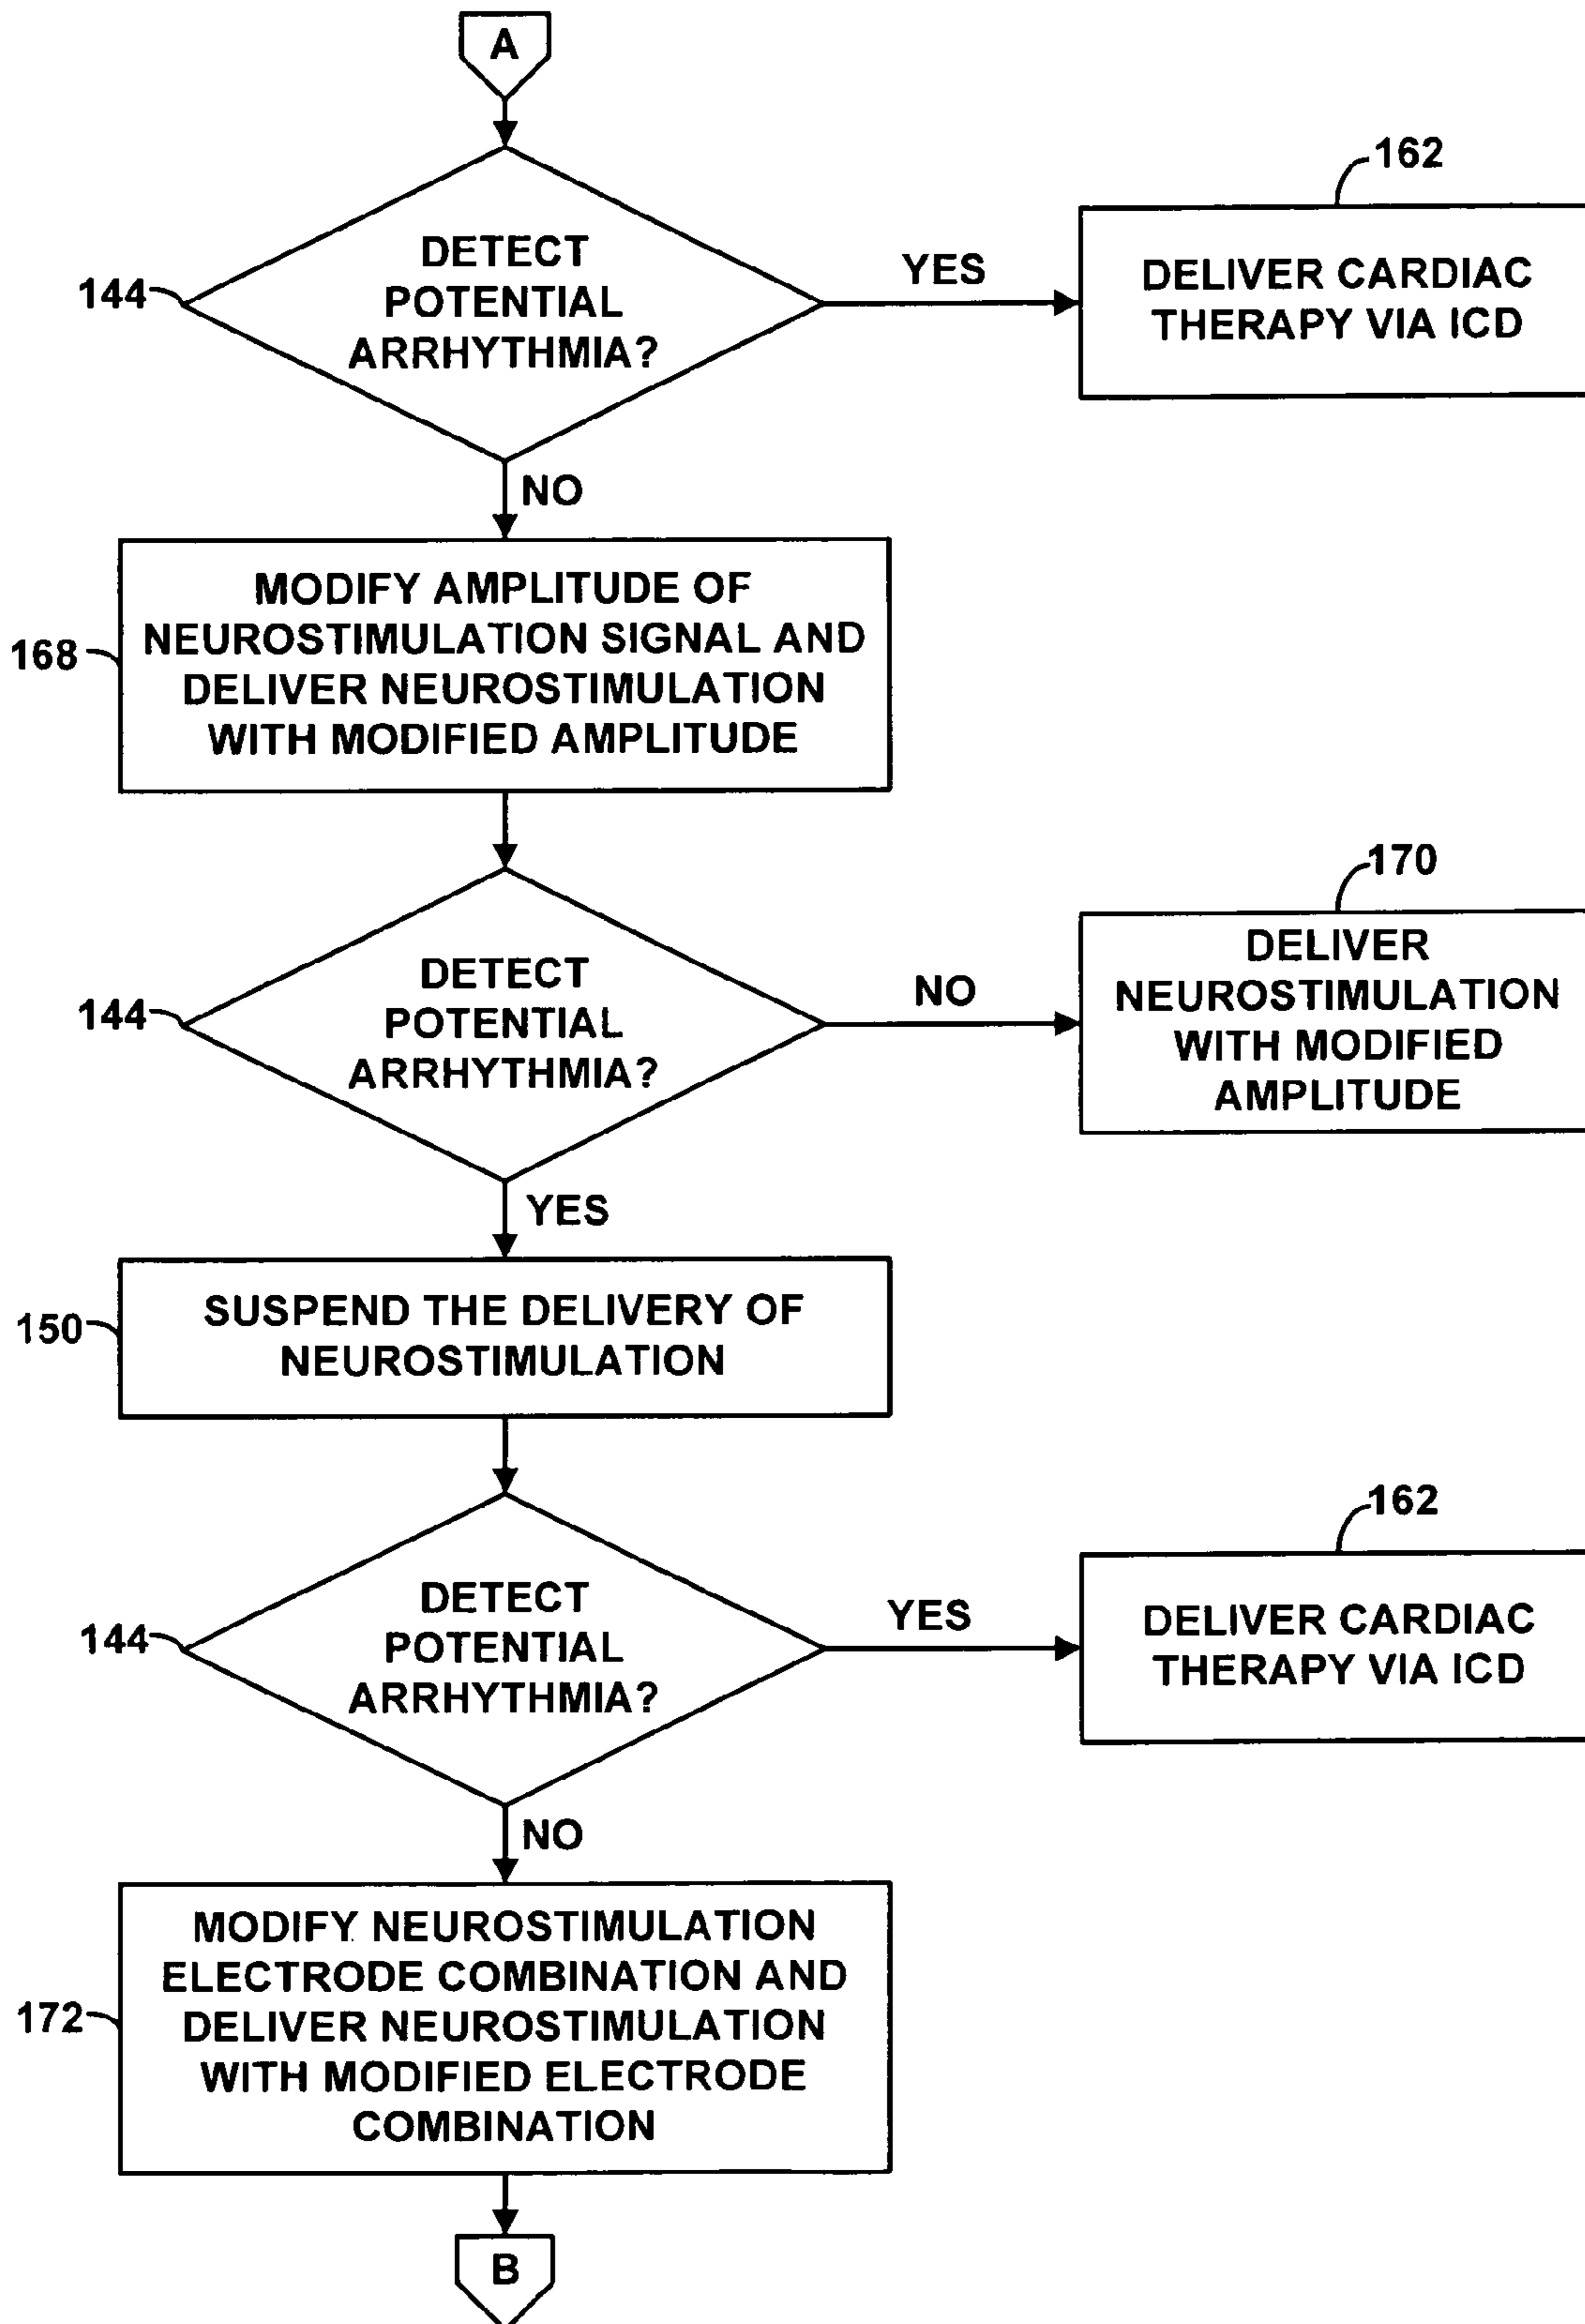 A
162
DETECT
POTENTIAL
ARRHYTHMIA?
144
YES
DELIVER CARDIAC
THERAPY VIA ICD
NO
MODIFY AMPLITUDE OF
NEUROSTIMULATION SIGNAL AND
DELIVER NEUROSTIMULATION
WITH MODIFIED AMPLITUDE
168
170
DETECT
POTENTIAL
ARRHYTHMIA?
144
NO
DELIVER
NEUROSTIMULATION
WITH MODIFIED
AMPLITUDE
YES
SUSPEND THE DELIVERY OF
NEUROSTIMULATION
150
162
DETECT
POTENTIAL
ARRHYTHMIA?
144
YES
DELIVER CARDIAC
THERAPY VIA ICD
NO
MODIFY NEUROSTIMULATION
ELECTRODE COMBINATION AND
DELIVER NEUROSTIMULATION
WITH MODIFIED ELECTRODE
COMBINATION
172
B